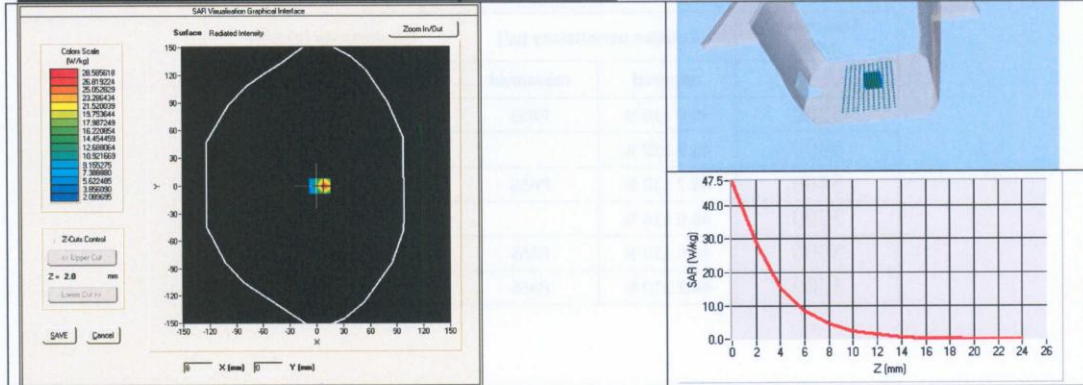 SAR Visualisation Graphical Interface
Surface Radiated Intensity
Zoom In/Out
Colors Scale
(W/kg)
28.585618
26.819224
25.052829
23.286434
21.520039
19.753644
17.987249
16.220854
14.454459
12.688064
10.921669
9.155275
7.388880
5.622485
3.856090
2.089695
Z-Cuts Control
<< Upper Cut
Z = 2.0 mm
Lower Cut >>
SAVE
Cancel
150
120
90
60
30
0
-30
-60
-90
-120
-150
Y
-150 -120 -90 -60 -30 0 30 60 90 120 150
X
X (mm)
0 Y (mm)
47.5
40.0
30.0
20.0
10.0
0.0
SAR (W/kg)
0 2 4 6 8 10 12 14 16 18 20 22 24 26
Z (mm)